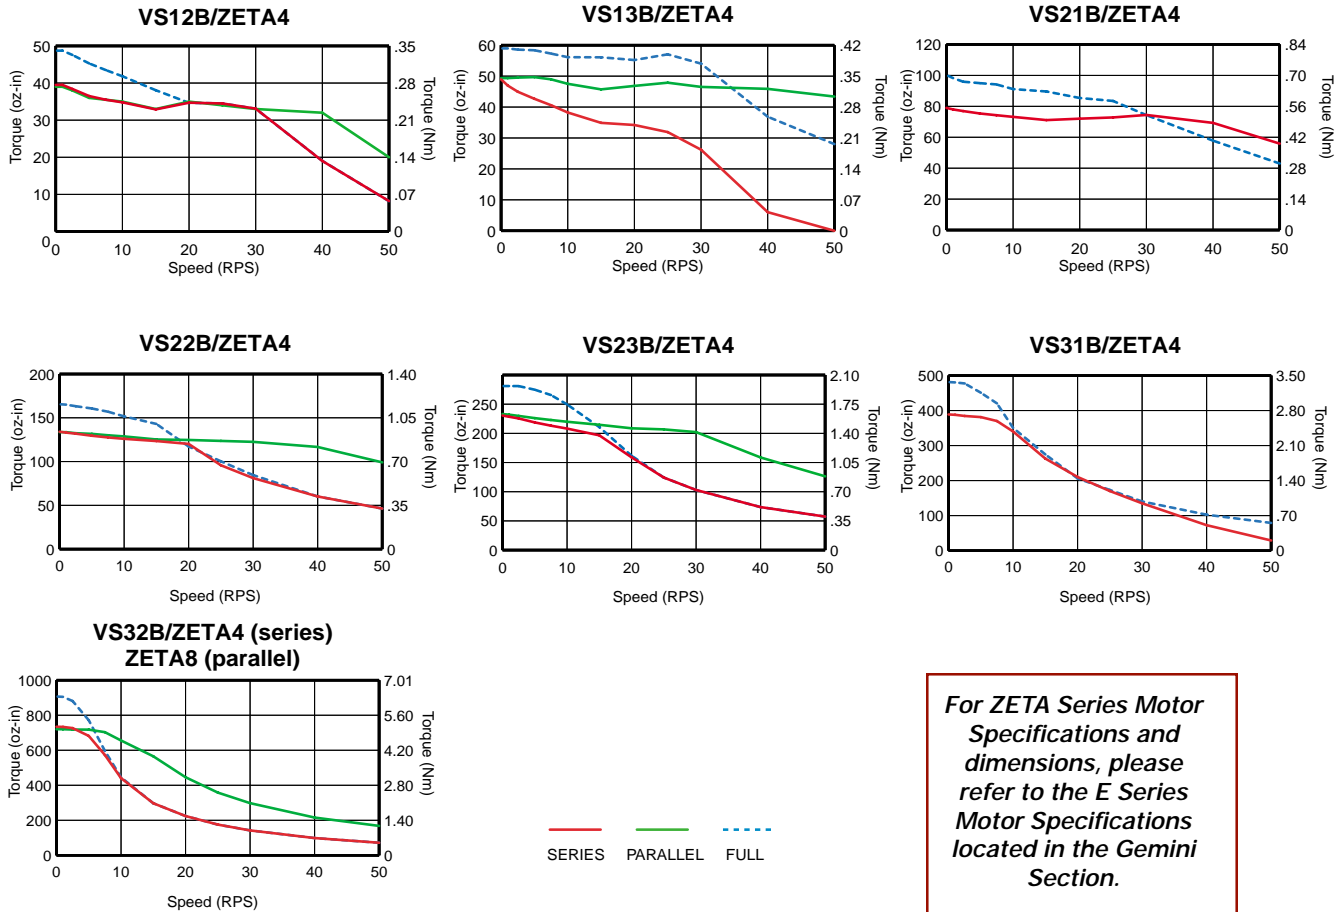 VS12B/ZETA4
VS13B/ZETA4
VS21B/ZETA4
50
40
30
20
10
0
Torque (oz-in)
.35
.28
.21
.14
.07
0
Torque (Nm)
0 10 20 30 40 50
Speed (RPS)
60
50
40
30
20
10
0
Torque (oz-in)
.42
.35
.28
.21
.14
.07
0
Torque (Nm)
0 10 20 30 40 50
Speed (RPS)
120
100
80
60
40
20
0
Torque (oz-in)
.84
.70
.56
.42
.28
.14
0
Torque (Nm)
0 10 20 30 40 50
Speed (RPS)
VS22B/ZETA4
VS23B/ZETA4
VS31B/ZETA4
200
150
100
50
0
Torque (oz-in)
1.40
1.05
.70
.35
0
Torque (Nm)
0 10 20 30 40 50
Speed (RPS)
300
250
200
150
100
50
0
Torque (oz-in)
2.10
1.75
1.40
1.05
.70
.35
0
Torque (Nm)
0 10 20 30 40 50
Speed (RPS)
500
400
300
200
100
0
Torque (oz-in)
3.50
2.80
2.10
1.40
.70
0
Torque (Nm)
0 10 20 30 40 50
Speed (RPS)
VS32B/ZETA4 (series)
ZETA8 (parallel)
1000
800
600
400
200
0
Torque (oz-in)
7.01
5.60
4.20
2.80
1.40
0
Torque (Nm)
0 10 20 30 40 50
Speed (RPS)
SERIES PARALLEL FULL
For ZETA Series Motor
Specifications and
dimensions, please
refer to the E Series
Motor Specifications
located in the Gemini
Section.